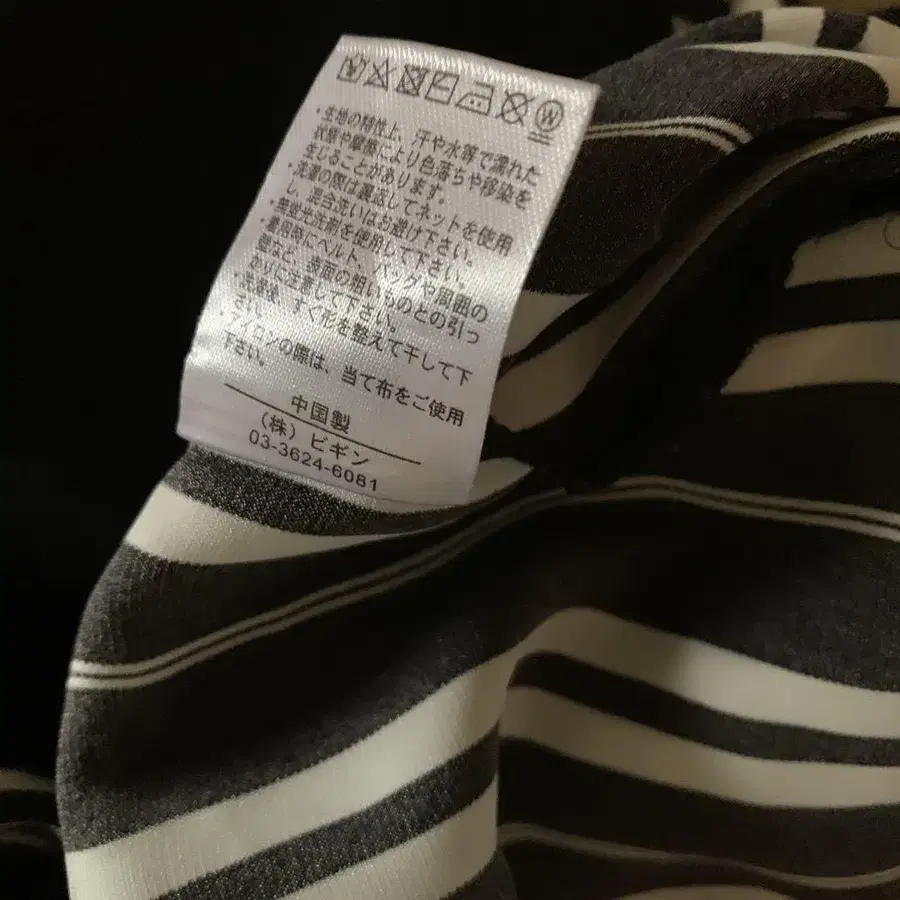 ・生地の特性上、汗や水等で濡れた
状態や摩擦により色落ちや移染を
生じることがあります。
・洗濯の際は裏返してネットを使用
し、混合洗いはお避け下さい。
・無蛍光洗剤を使用して下さい。
・着用時にベルト、バッグや周囲の
壁など、表面の粗いものとの引っ
かかりに注意して下さい。
・洗濯後、すぐ形を整えて干して下
さい。
・アイロンの際は、当て布をご使用
下さい。
中国製
(株) ビギン
03-3624-6081